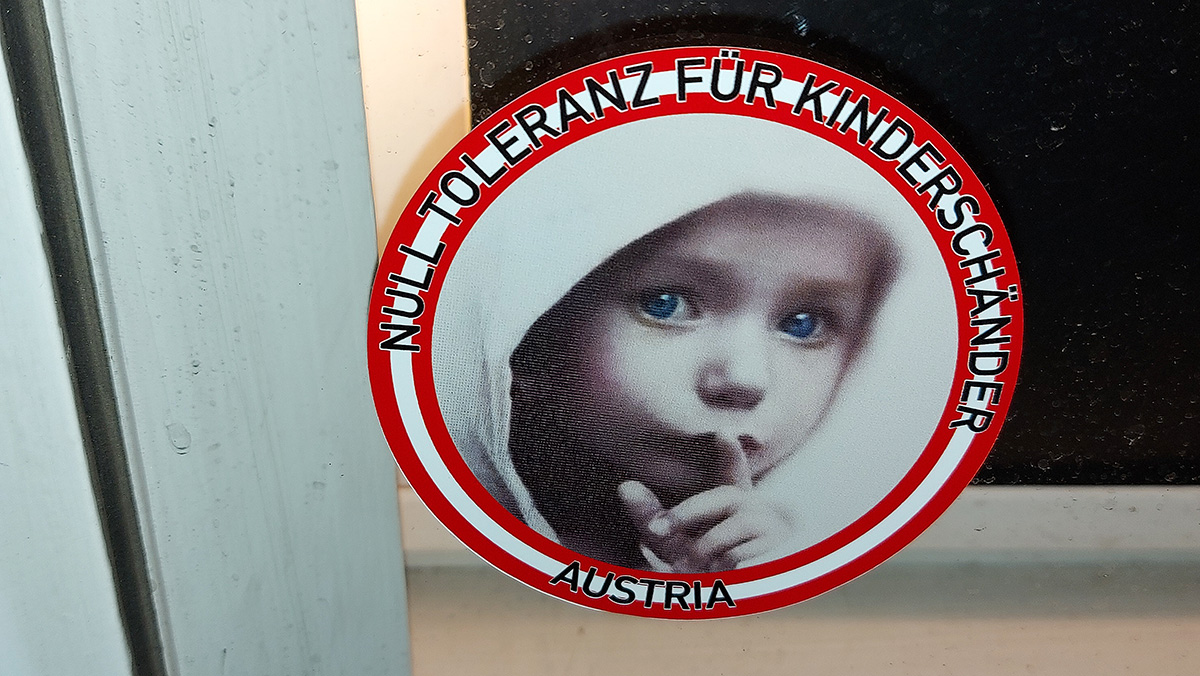 NULL TOLERANZ FÜR KINDERSCHÄNDER
AUSTRIA